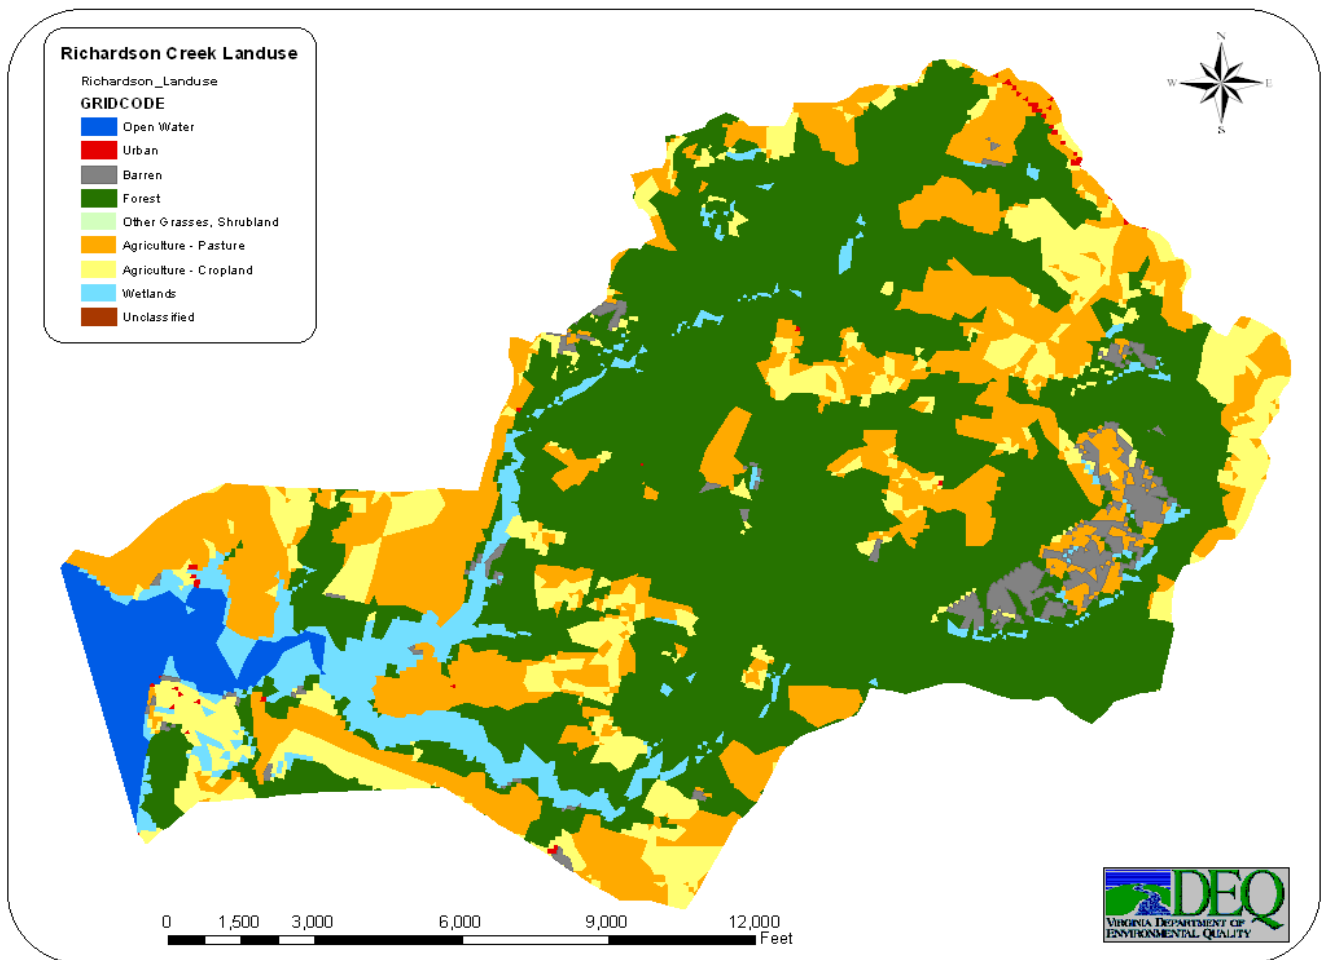 Richardson Creek Landuse
Richardson_Landuse
GRIDCODE
Open Water
Urban
Barren
Forest
Other Grasses, Shrubland
Agriculture - Pasture
Agriculture - Cropland
Wetlands
Unclassified
N
W E
S
0 1,500 3,000 6,000 9,000 12,000
Feet
DEQ
VIRGINIA DEPARTMENT OF
ENVIRONMENTAL QUALITY